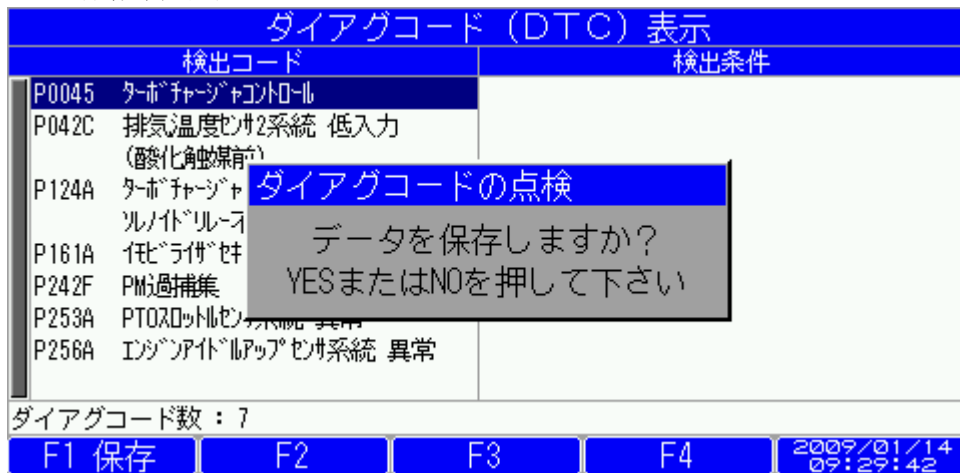 ダイアグコード (DTC) 表示
検出コード 検出条件
P0045 ﾀｰﾎﾞﾁｬｰｼﾞｬｺﾝﾄﾛｰﾙ
P042C 排気温度ｾﾝｻ2系統 低入力
(酸化触媒前)
P124A ﾀｰﾎﾞﾁｬｰｼﾞｬ
ｿﾚﾉｲﾄﾞﾘﾚｰ
P161A ｲﾓﾋﾞﾗｲｻﾞｾｷ
P242F PM過捕集
P253A PTOｽﾛｯﾄﾙｾﾝｻ系統 異常
P256A ｴﾝｼﾞﾝｱｲﾄﾞﾙｱｯﾌﾟｾﾝｻ系統 異常
ダイアグコードの点検
データを保存しますか?
YESまたはNOを押して下さい
ダイアグコード数 : 7
F1 保存 F2 F3 F4 2009/01/14
09:29:42